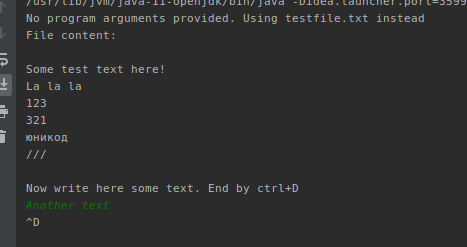 /usr/lib/jvm/java-11-openjdk/bin/java -Didea.launcher.port=3599
No program arguments provided. Using testfile.txt instead
File content:
Some test text here!
La la la
123
321
юникод
///
Now write here some text. End by ctrl+D
Another text
^D